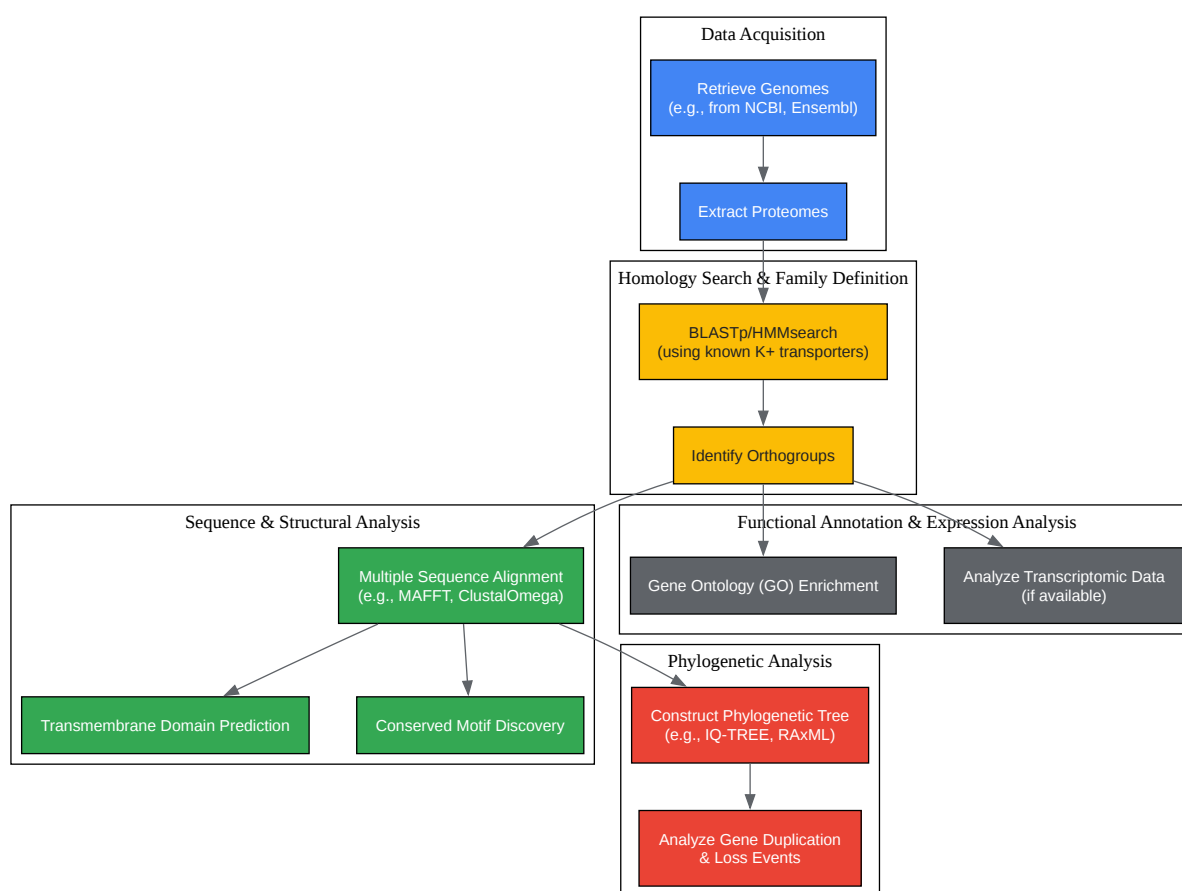 Data Acquisition
Retrieve Genomes
(e.g., from NCBI, Ensembl)
Extract Proteomes
Homology Search & Family Definition
BLASTp/HMMsearch
(using known K+ transporters)
Identify Orthogroups
Sequence & Structural Analysis
Multiple Sequence Alignment
(e.g., MAFFT, ClustalOmega)
Transmembrane Domain Prediction
Conserved Motif Discovery
Functional Annotation & Expression Analysis
Gene Ontology (GO) Enrichment
Analyze Transcriptomic Data
(if available)
Phylogenetic Analysis
Construct Phylogenetic Tree
(e.g., IQ-TREE, RAxML)
Analyze Gene Duplication
& Loss Events